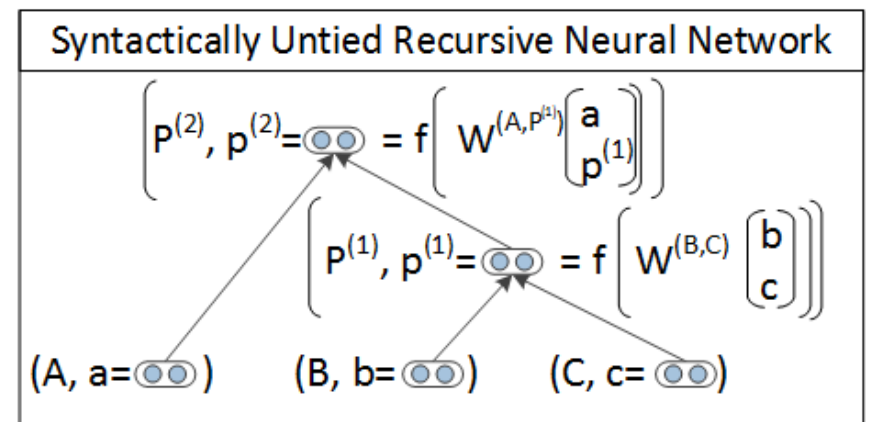 Syntactically Untied Recursive Neural Network
(P^(2), p^(2)= = f(W^(A,P^(1)) (a p^(1))))
(P^(1), p^(1)= = f(W^(B,C) (b c)))
(A, a= ) (B, b= ) (C, c= )